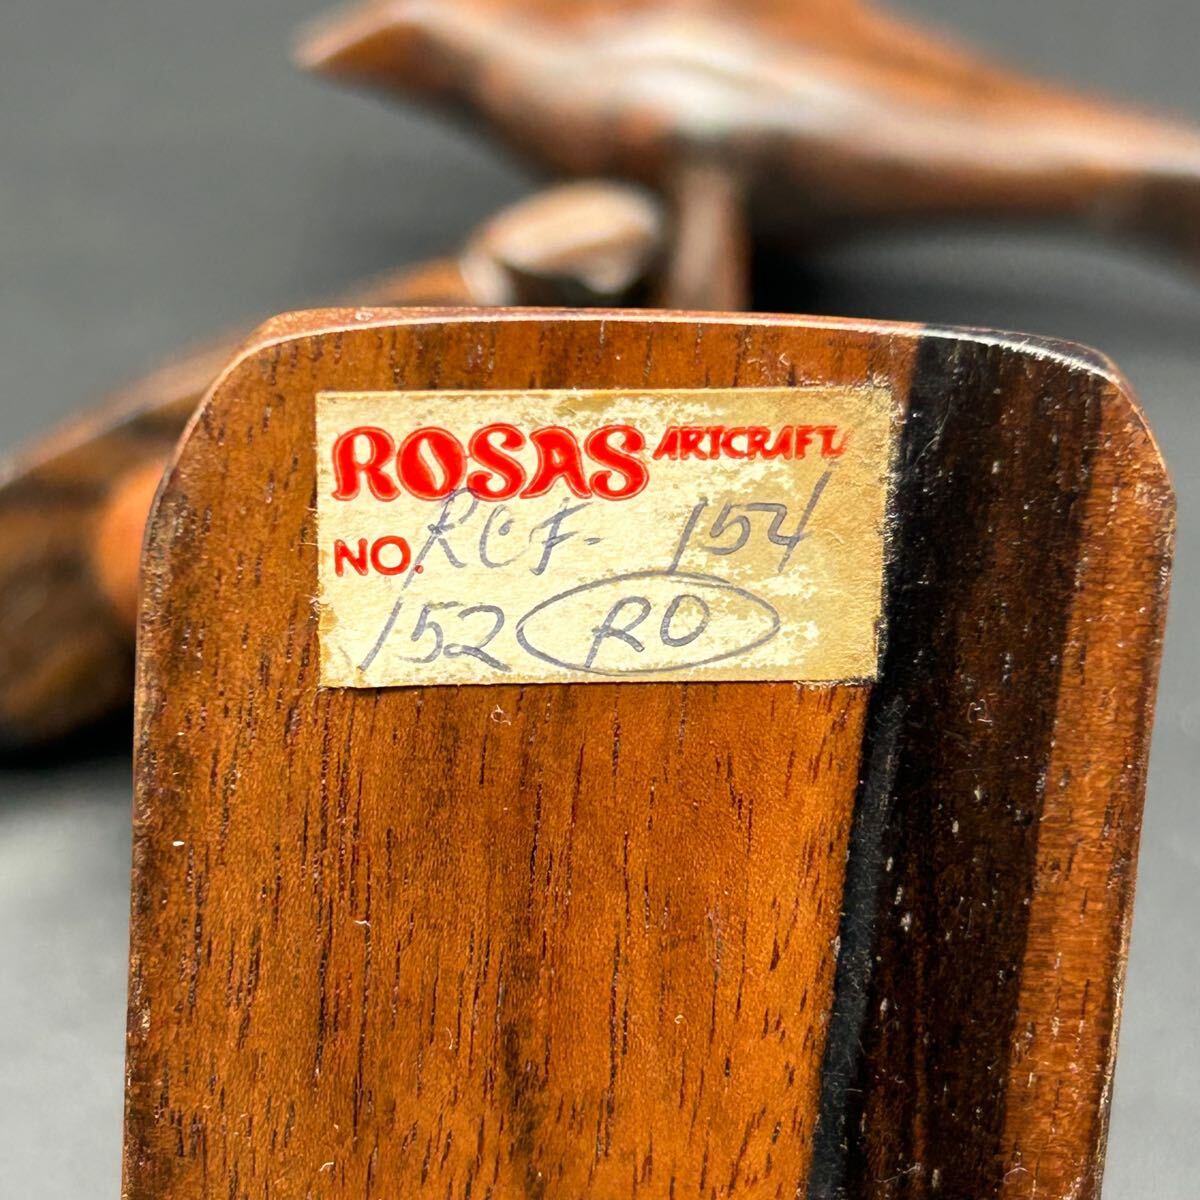 ROSAS ARTCRAFT
NO. RCF- 154
152 RO